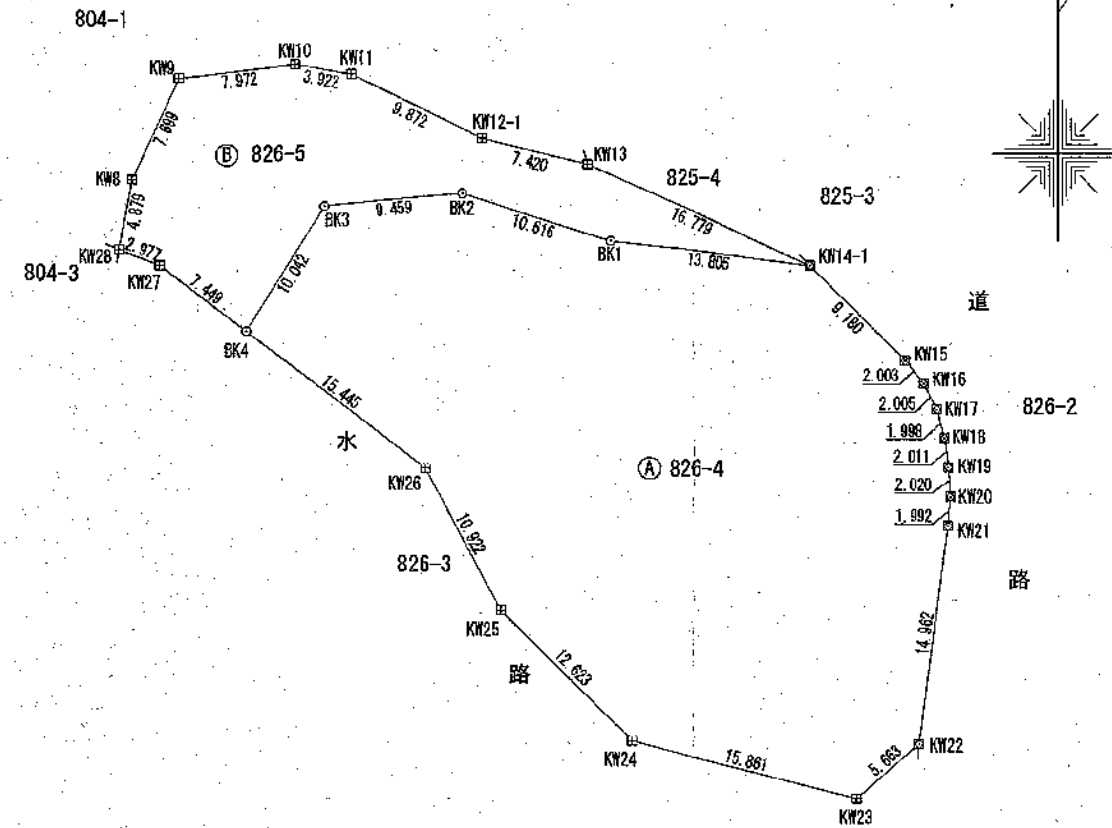 804-1
KW9
7.972
KW10
3.922
KW11
9.872
KW12-1
7.420
KW13
825-4
825-3
16.779
KW14-1
7.699
Ⓑ 826-5
KW8
4.879
KW28
2.977
804-3
KW27
7.449
BK4
10.042
BK3
9.459
BK2
10.616
BK1
13.805
道
9.180
KW15
2.003
KW16
2.005
KW17
826-2
1.998
KW18
2.011
KW19
2.020
KW20
1.992
KW21
15.445
水
KW26
Ⓐ 826-4
10.922
826-3
KW25
路
路
12.623
14.962
KW24
15.861
KW22
5.663
KW23